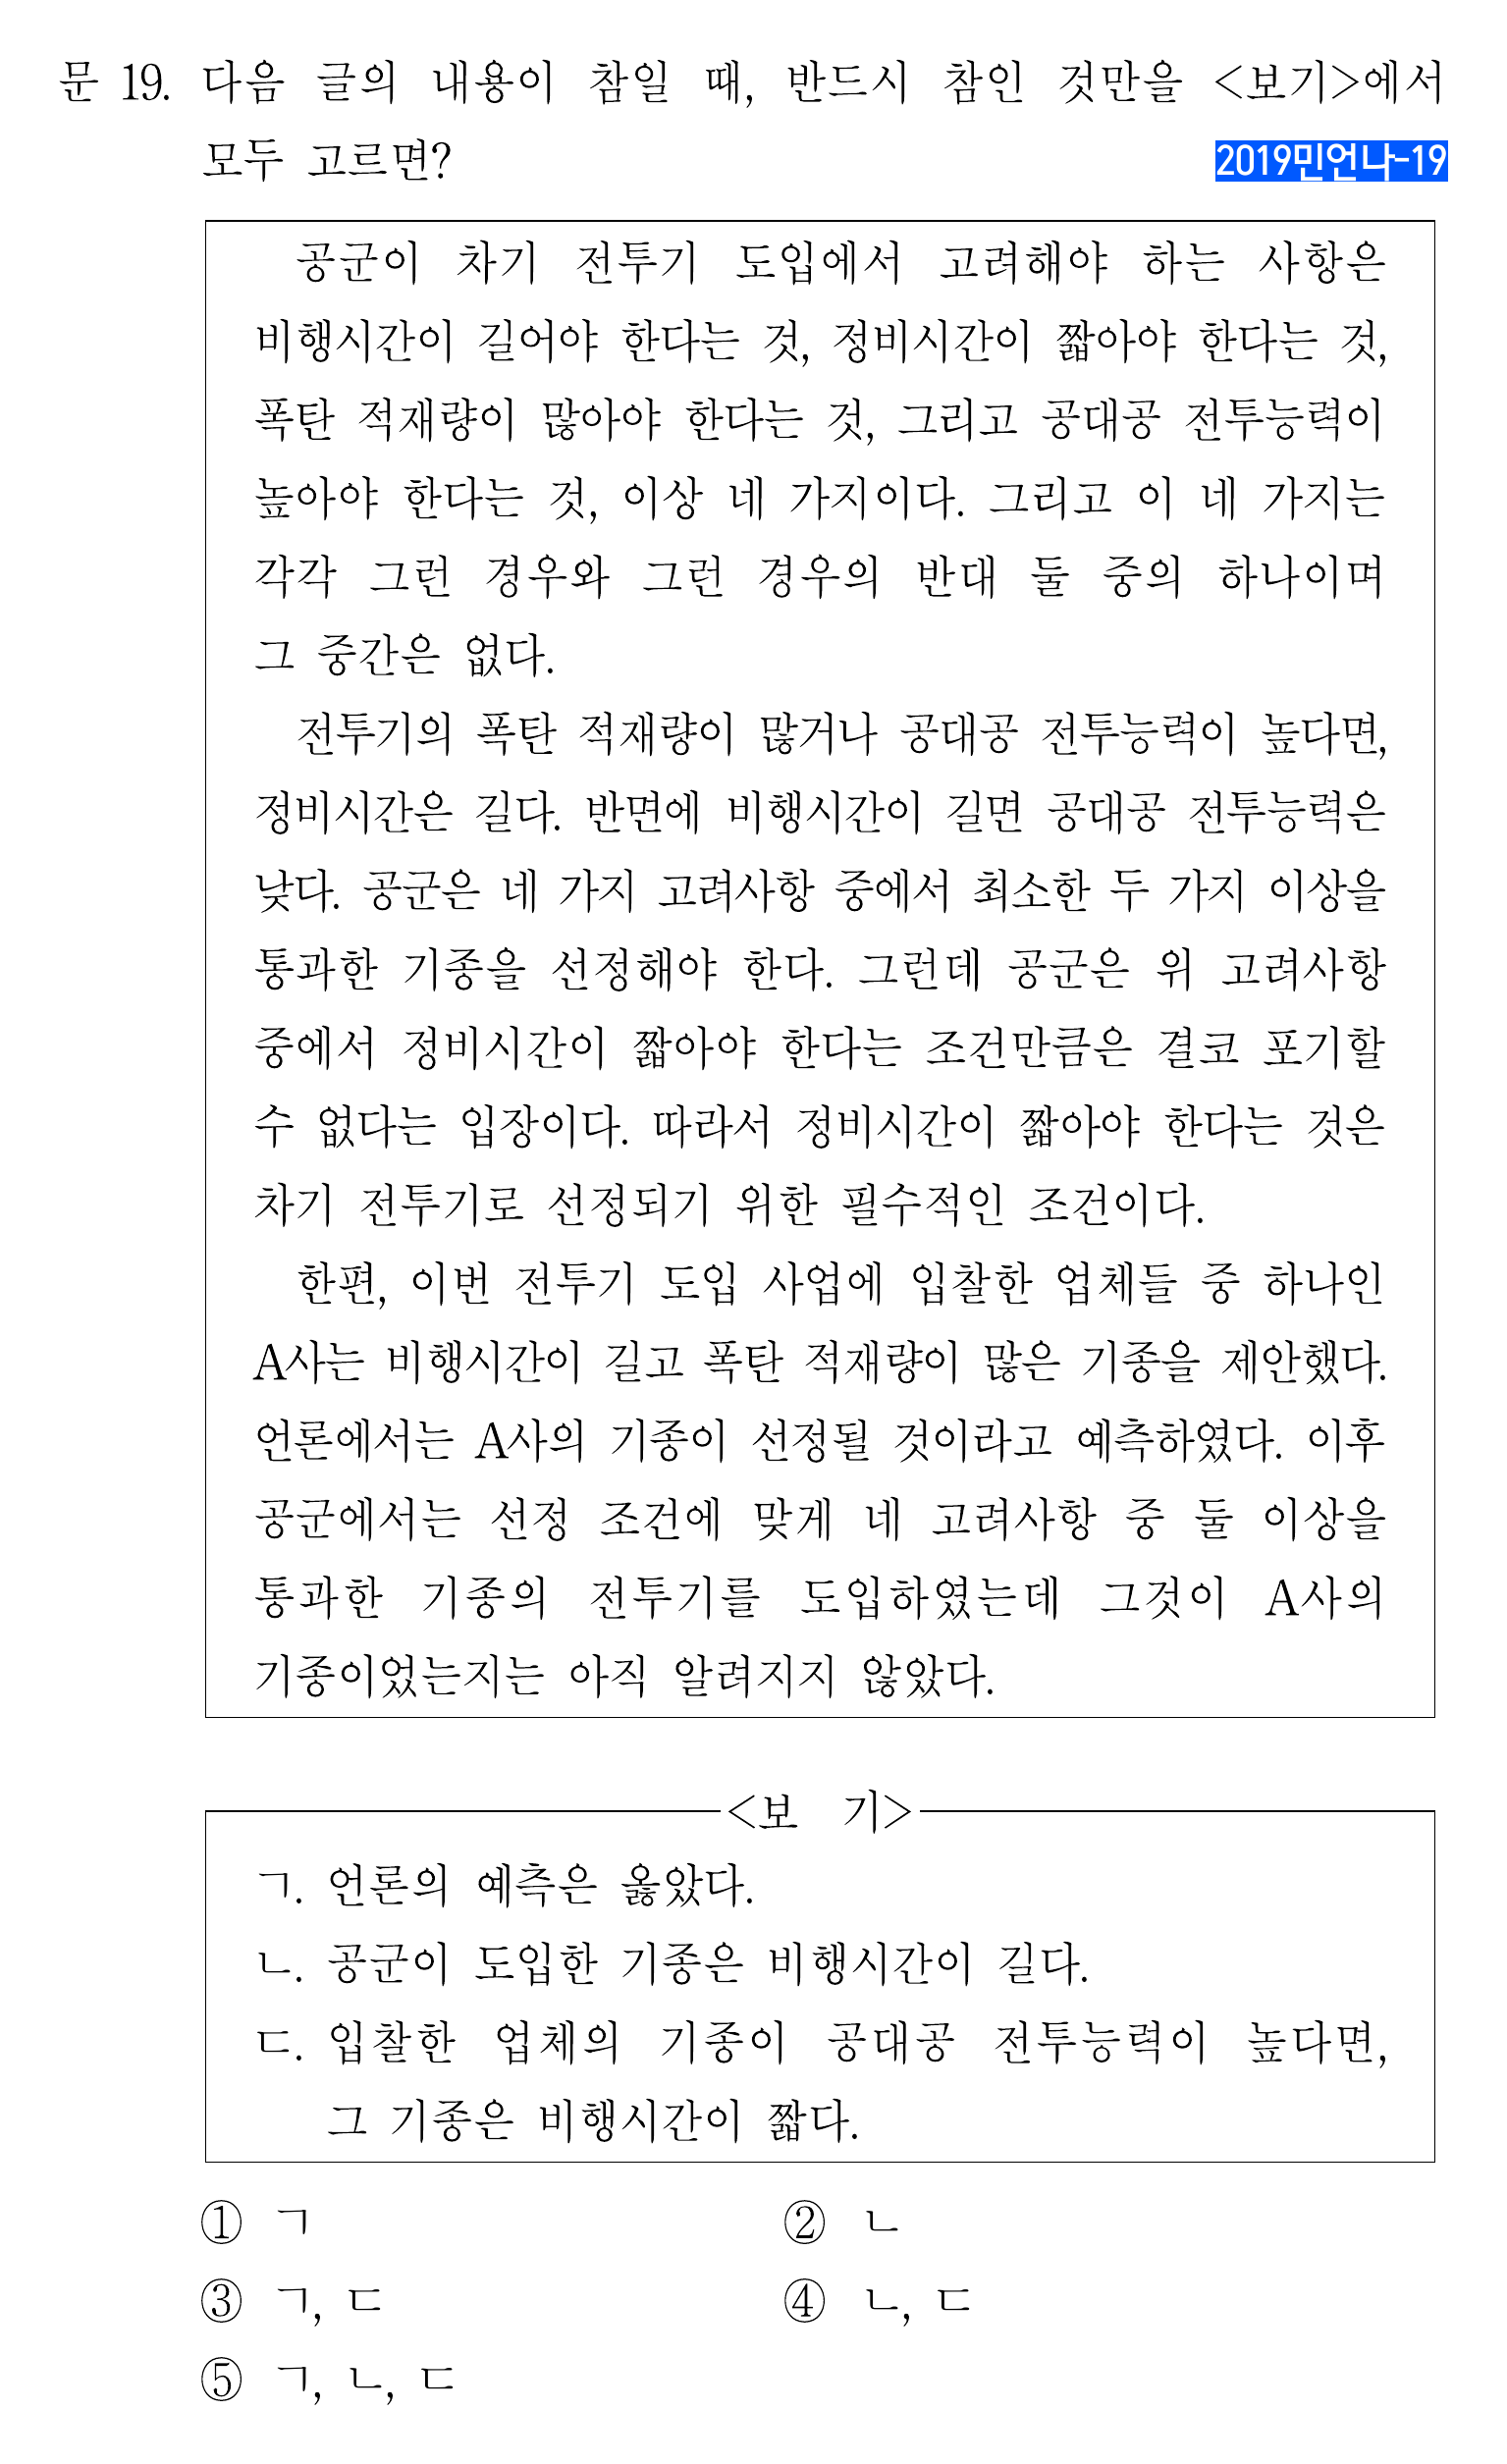 문 19. 다음 글의 내용이 참일 때, 반드시 참인 것만을 <보기>에서
모두 고르면?
2019민언나-19
공군이 차기 전투기 도입에서 고려해야 하는 사항은
비행시간이 길어야 한다는 것, 정비시간이 짧아야 한다는 것,
폭탄 적재량이 많아야 한다는 것, 그리고 공대공 전투능력이
높아야 한다는 것, 이상 네 가지이다. 그리고 이 네 가지는
각각 그런 경우와 그런 경우의 반대 둘 중의 하나이며
그 중간은 없다.
전투기의 폭탄 적재량이 많거나 공대공 전투능력이 높다면,
정비시간은 길다. 반면에 비행시간이 길면 공대공 전투능력은
낮다. 공군은 네 가지 고려사항 중에서 최소한 두 가지 이상을
통과한 기종을 선정해야 한다. 그런데 공군은 위 고려사항
중에서 정비시간이 짧아야 한다는 조건만큼은 결코 포기할
수 없다는 입장이다. 따라서 정비시간이 짧아야 한다는 것은
차기 전투기로 선정되기 위한 필수적인 조건이다.
한편, 이번 전투기 도입 사업에 입찰한 업체들 중 하나인
A사는 비행시간이 길고 폭탄 적재량이 많은 기종을 제안했다.
언론에서는 A사의 기종이 선정될 것이라고 예측하였다. 이후
공군에서는 선정 조건에 맞게 네 고려사항 중 둘 이상을
통과한 기종의 전투기를 도입하였는데 그것이 A사의
기종이었는지는 아직 알려지지 않았다.
<보 기>
ㄱ. 언론의 예측은 옳았다.
ㄴ. 공군이 도입한 기종은 비행시간이 길다.
ㄷ. 입찰한 업체의 기종이 공대공 전투능력이 높다면,
그 기종은 비행시간이 짧다.
① ㄱ ② ㄴ
③ ㄱ, ㄷ ④ ㄴ, ㄷ
⑤ ㄱ, ㄴ, ㄷ